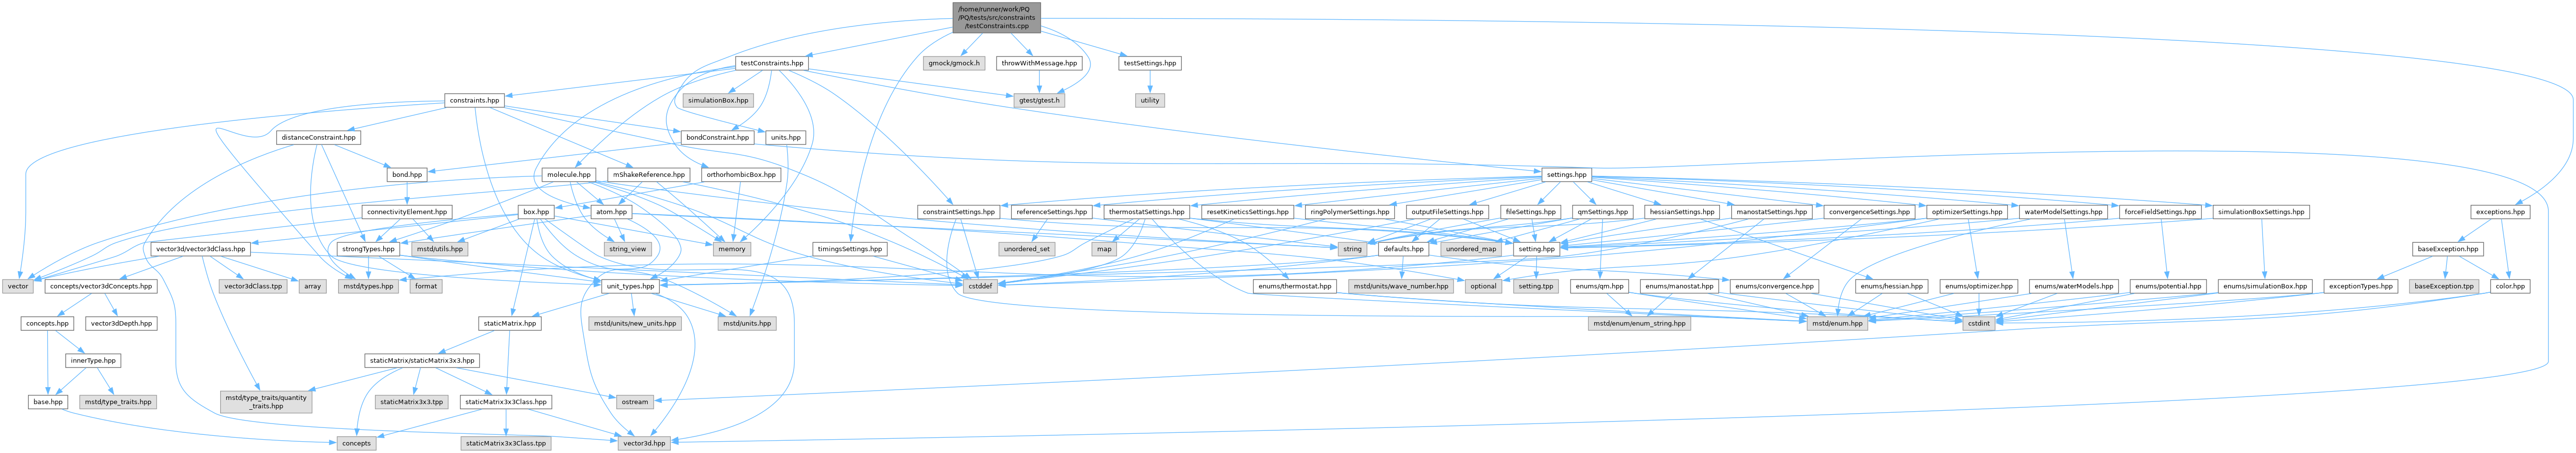 /home/runner/work/PQ
/PQ/tests/src/constraints
/testConstraints.cpp
testConstraints.hpp
gmock/gmock.h
throwWithMessage.hpp
testSettings.hpp
constraints.hpp
simulationBox.hpp
gtest/gtest.h
utility
distanceConstraint.hpp
bondConstraint.hpp
units.hpp
bond.hpp
molecule.hpp
mShakeReference.hpp
orthorhombicBox.hpp
settings.hpp
connectivityElement.hpp
box.hpp
atom.hpp
constraintSettings.hpp
referenceSettings.hpp
thermostatSettings.hpp
resetKineticsSettings.hpp
ringPolymerSettings.hpp
outputFileSettings.hpp
fileSettings.hpp
qmSettings.hpp
hessianSettings.hpp
manostatSettings.hpp
convergenceSettings.hpp
optimizerSettings.hpp
waterModelSettings.hpp
forceFieldSettings.hpp
simulationBoxSettings.hpp
exceptions.hpp
vector3d/vector3dClass.hpp
strongTypes.hpp
mstd/utils.hpp
string_view
memory
timingsSettings.hpp
unordered_set
map
string
defaults.hpp
unordered_map
setting.hpp
baseException.hpp
vector
concepts/vector3dConcepts.hpp
vector3dClass.tpp
array
mstd/types.hpp
format
unit_types.hpp
cstddef
enums/thermostat.hpp
mstd/units/wave_number.hpp
optional
setting.tpp
enums/qm.hpp
enums/manostat.hpp
enums/convergence.hpp
enums/hessian.hpp
enums/optimizer.hpp
enums/waterModels.hpp
enums/potential.hpp
enums/simulationBox.hpp
exceptionTypes.hpp
baseException.tpp
color.hpp
concepts.hpp
vector3dDepth.hpp
staticMatrix.hpp
mstd/units/new_units.hpp
mstd/units.hpp
mstd/enum/enum_string.hpp
mstd/enum.hpp
cstdint
innerType.hpp
staticMatrix/staticMatrix3x3.hpp
base.hpp
mstd/type_traits.hpp
mstd/type_traits/quantity
_traits.hpp
staticMatrix3x3.tpp
staticMatrix3x3Class.hpp
ostream
concepts
staticMatrix3x3Class.tpp
vector3d.hpp